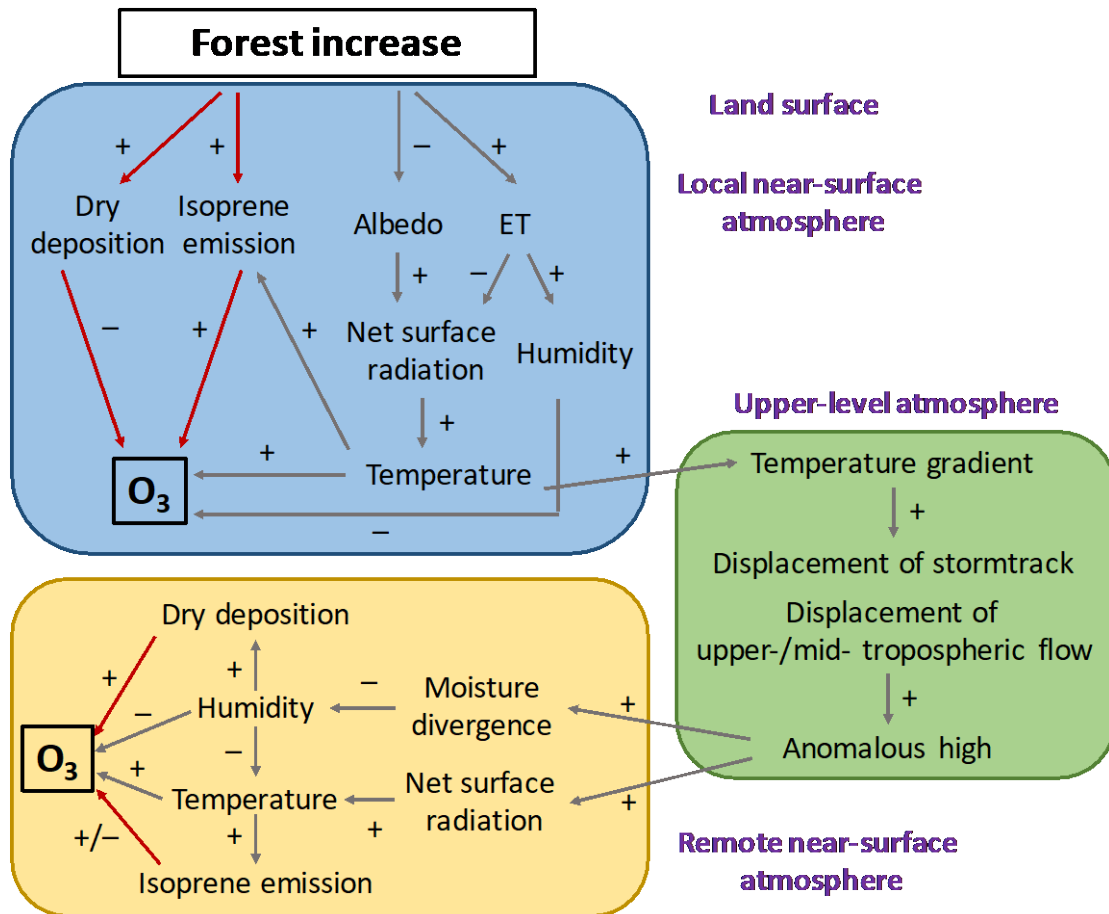 Forest increase
Land surface
+ + – +
Local near-surface
atmosphere
Dry Isoprene
deposition emission Albedo ET
+ – +
– + + Net surface Humidity
radiation
+
Upper-level atmosphere
+ Temperature + Temperature gradient
O₃
–
+
Displacement of stormtrack
Displacement of
upper-/mid- tropospheric flow
+
Anomalous high
Dry deposition
+ + – Moisture +
– Humidity divergence
O₃ –
+ Net surface
Temperature radiation +
+/– + +
Isoprene emission
Remote near-surface
atmosphere